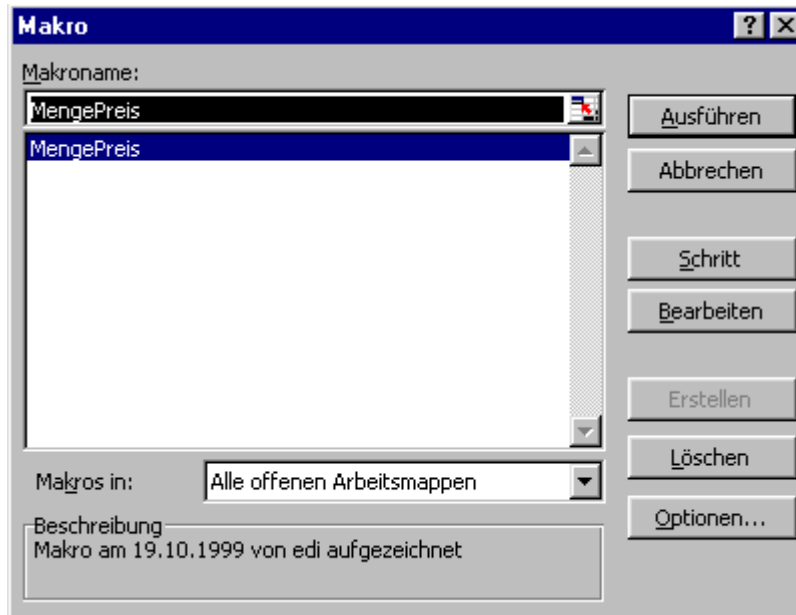 Makro
Makroname:
MengePreis
Ausführen
MengePreis
Abbrechen
Schritt
Bearbeiten
Erstellen
Löschen
Makros in:
Alle offenen Arbeitsmappen
Optionen...
Beschreibung
Makro am 19.10.1999 von edi aufgezeichnet